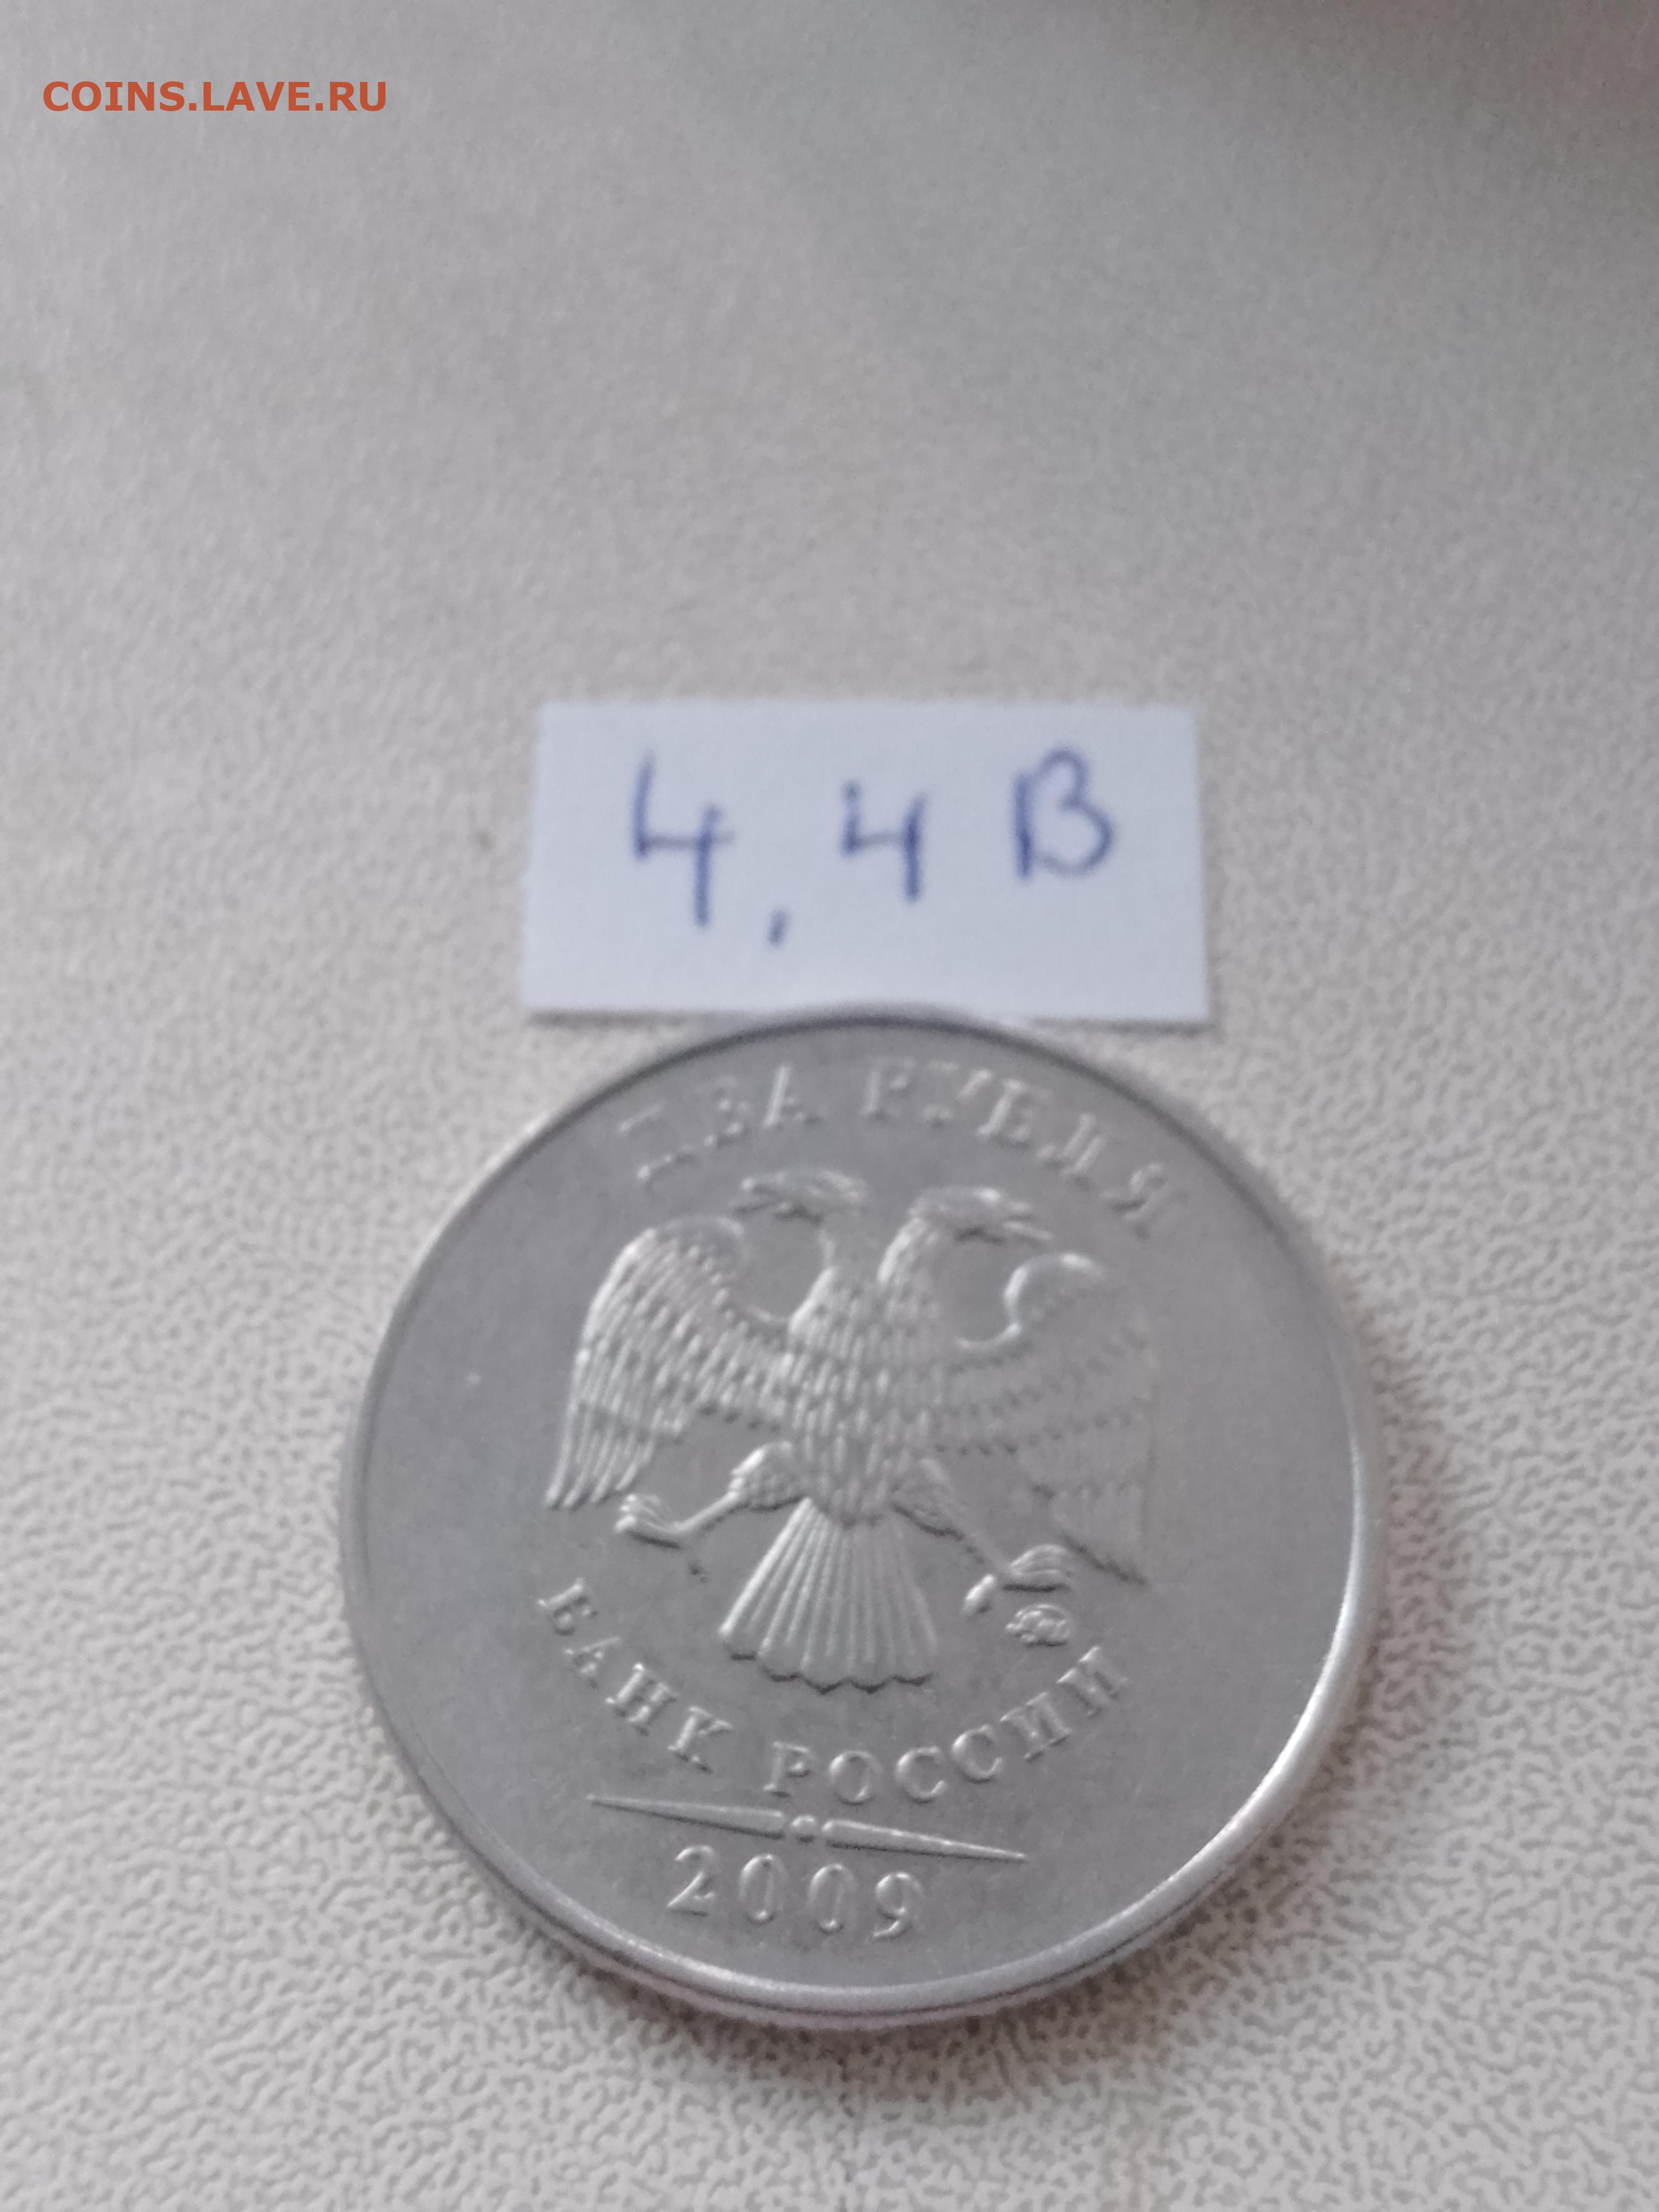 COINS.LAVE.RU
4,4 В
ДВА РУБЛЯ
БАНК РОССИИ
2009